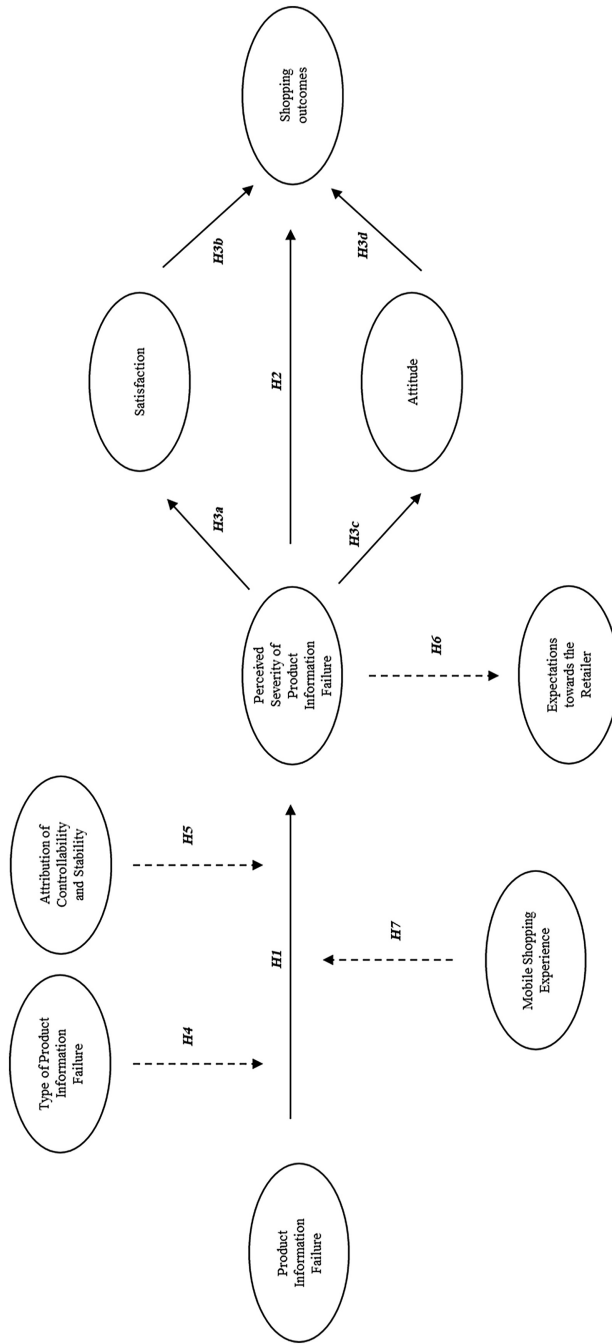 Product
Information
Failure
Type of Product
Information
Failure
Attribution of
Controllability
and Stability
H4
H5
H1
H7
Mobile Shopping
Experience
Perceived
Severity of
Product
Information
Failure
H6
Expectations
towards the
Retailer
H3a
H2
H3c
Satisfaction
Attitude
H3b
H3d
Shopping
outcomes